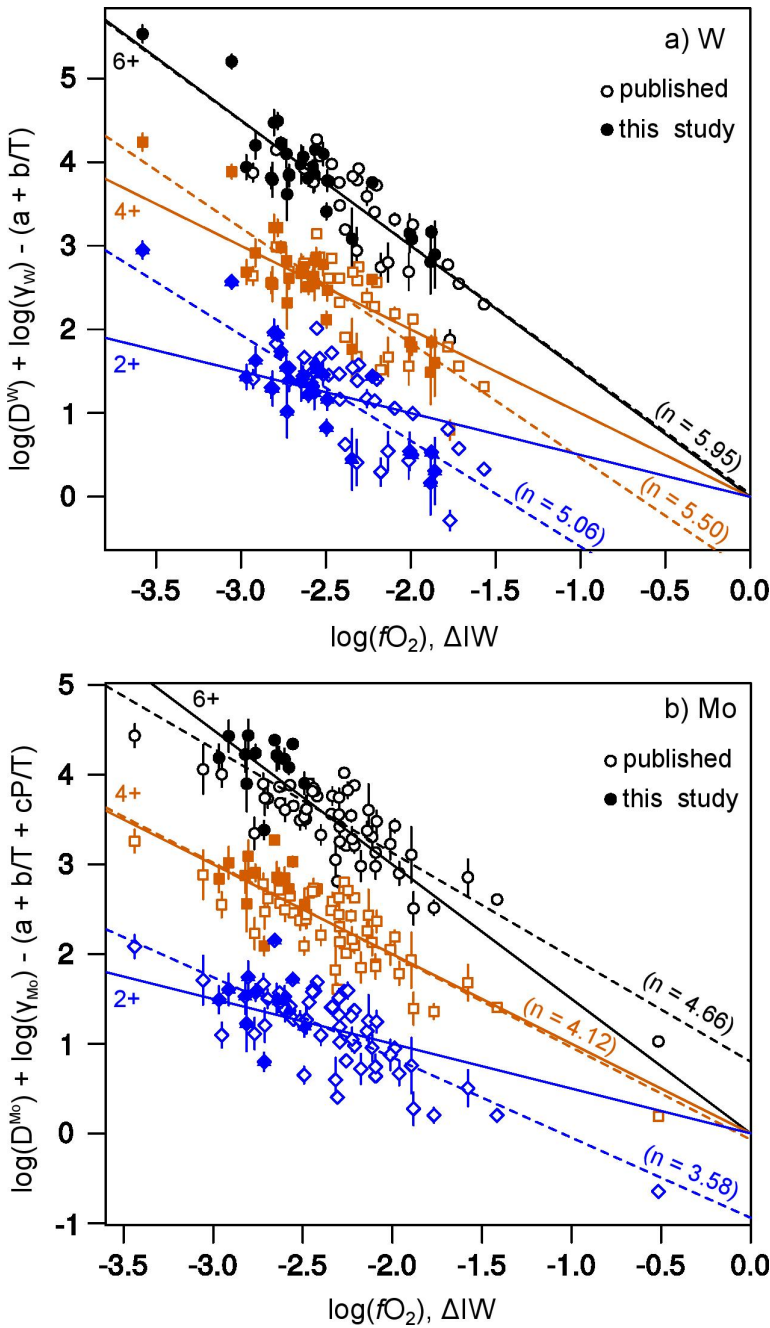 a) W
published
this study
6+
4+
2+
(n = 5.95)
(n = 5.50)
(n = 5.06)
5
4
3
2
1
0
log(Dᵂ) + log(γ_W) - (a + b/T)
-3.5 -3.0 -2.5 -2.0 -1.5 -1.0 -0.5 0.0
log(fO₂), ΔIW
b) Mo
published
this study
6+
4+
2+
(n = 4.66)
(n = 4.12)
(n = 3.58)
5
4
3
2
1
0
-1
log(Dᴹᵒ) + log(γ_Mo) - (a + b/T + cP/T)
-3.5 -3.0 -2.5 -2.0 -1.5 -1.0 -0.5 0.0
log(fO₂), ΔIW